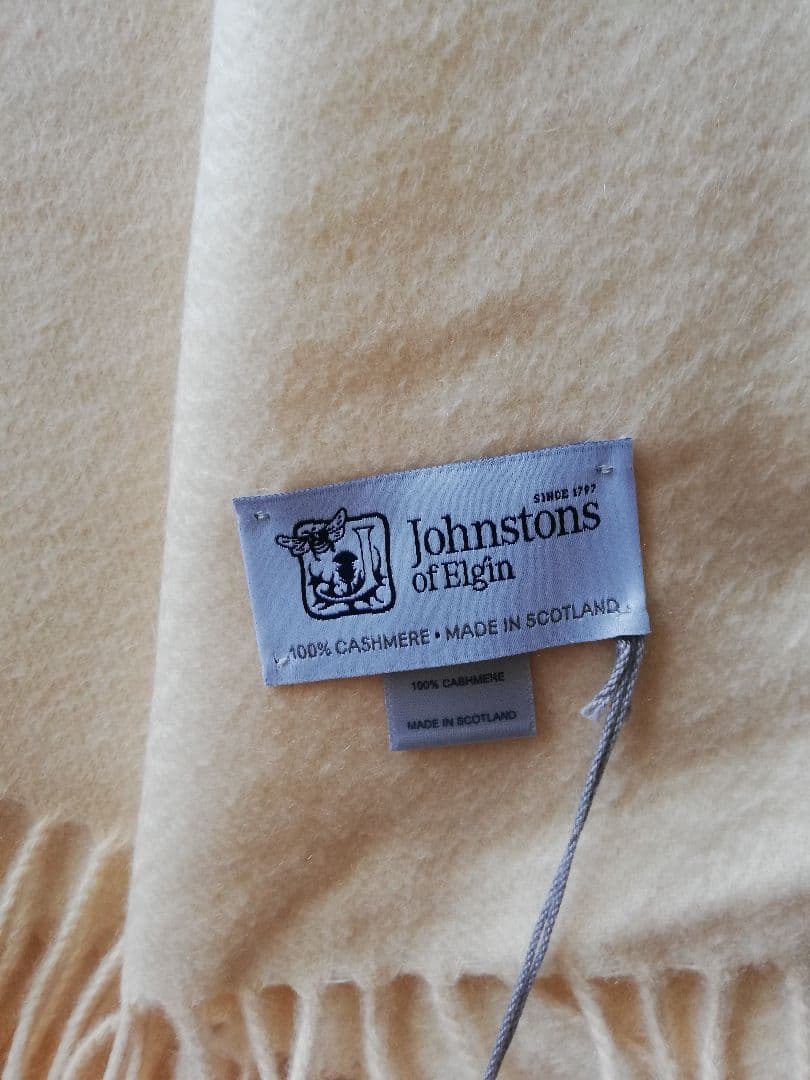 SINCE 1797
Johnstons
of Elgin
100% CASHMERE • MADE IN SCOTLAND
100% CASHMERE
MADE IN SCOTLAND